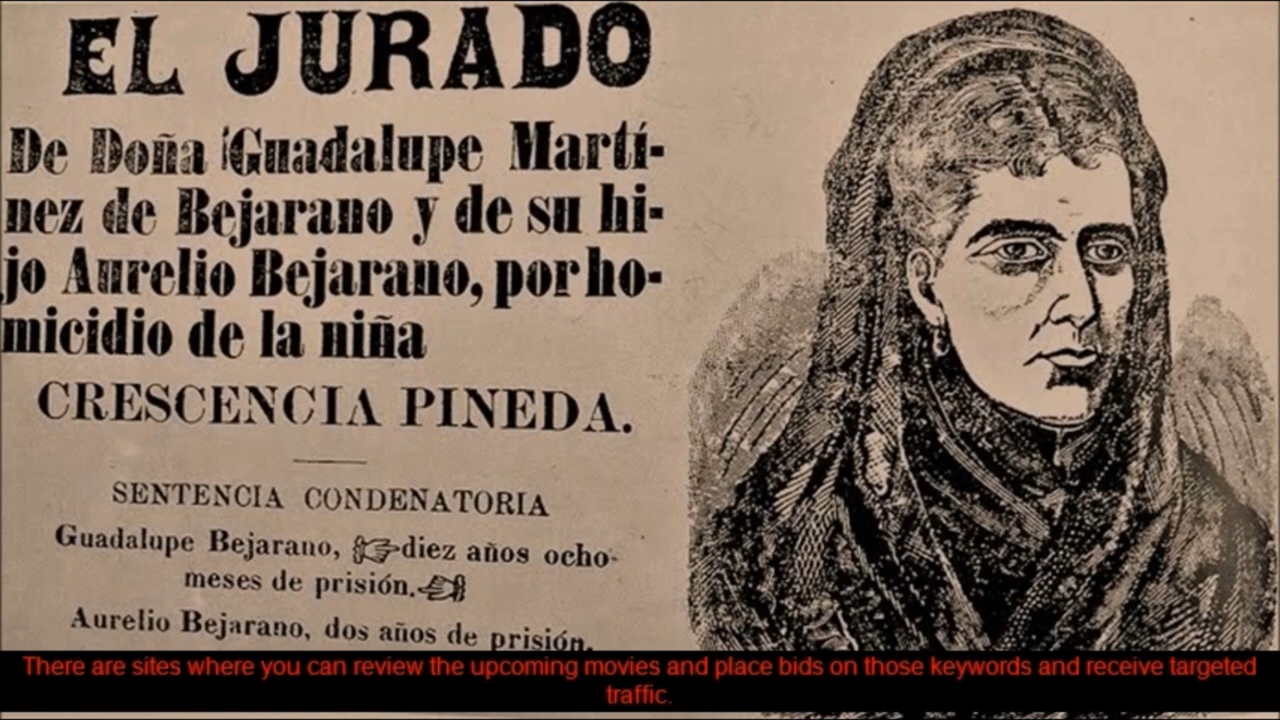 EL JURADO
De Doña Guadalupe Martí-
nez de Bejarano y de su hi-
jo Aurelio Bejarano, por ho-
micidio de la niña
CRESCENCIA PINEDA.
SENTENCIA CONDENATORIA
Guadalupe Bejarano, diez años ocho-
meses de prisión.
Aurelio Bejarano, dos años de prisión.
There are sites where you can review the upcoming movies and place bids on those keywords and receive targeted
traffic.